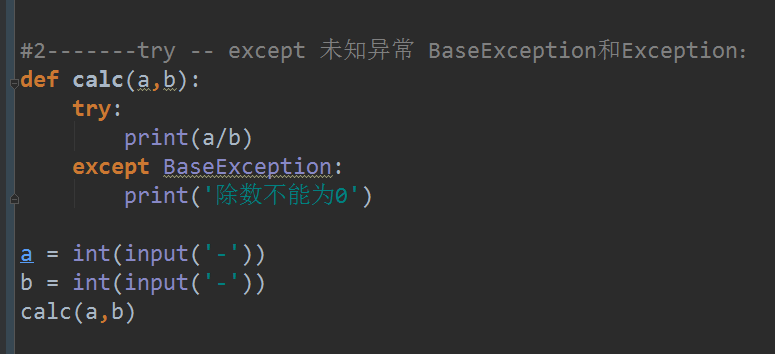 #2-------try -- except 未知异常 BaseException和Exception:
def calc(a,b):
    try:
        print(a/b)
    except BaseException:
        print('除数不能为0')
a = int(input('-'))
b = int(input('-'))
calc(a,b)